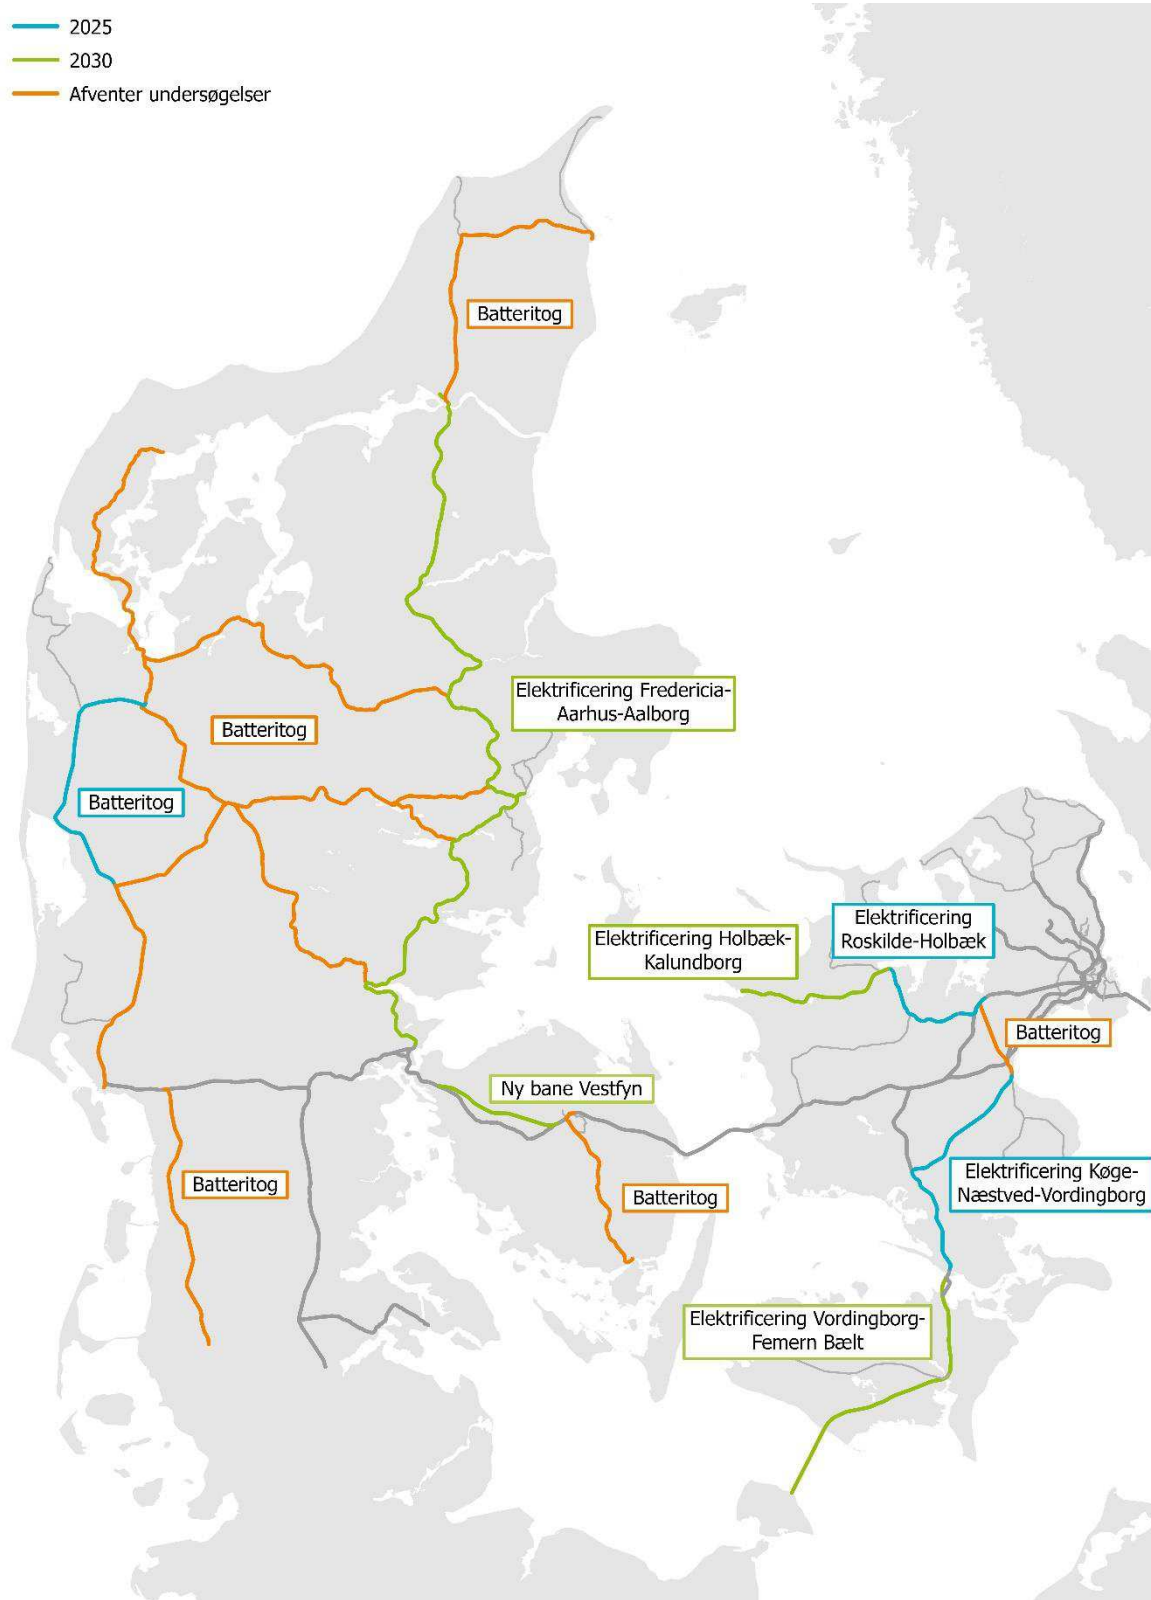 2025
2030
Afventer undersøgelser
Batteritog
Elektrificering Fredericia-
Aarhus-Aalborg
Batteritog
Batteritog
Elektrificering
Roskilde-Holbæk
Elektrificering Holbæk-
Kalundborg
Batteritog
Ny bane Vestfyn
Batteritog
Batteritog
Elektrificering Køge-
Næstved-Vordingborg
Elektrificering Vordingborg-
Femern Bælt